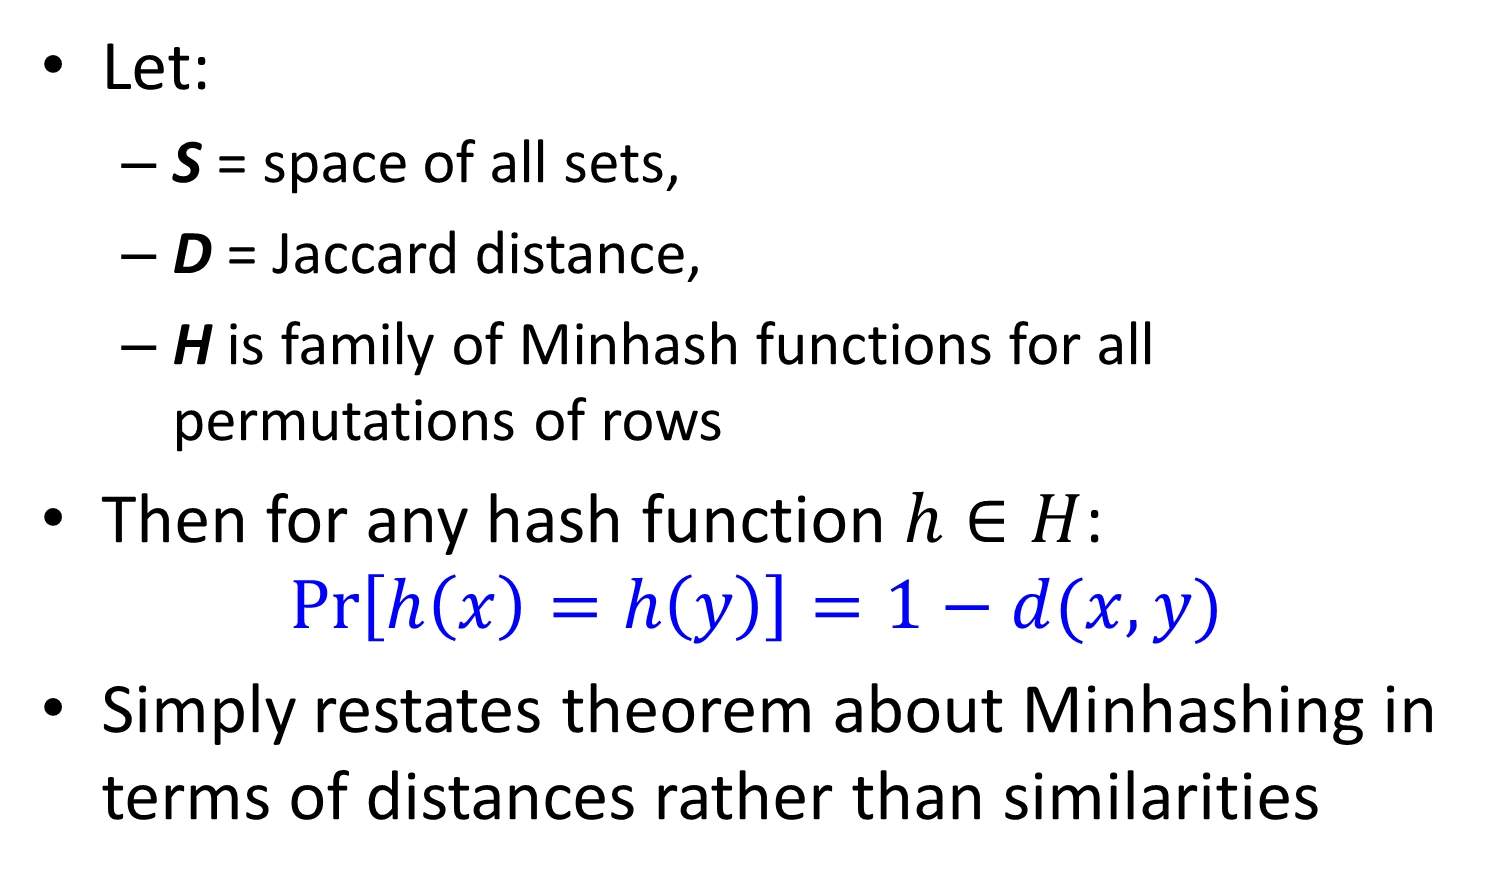 • Let:
– S = space of all sets,
– D = Jaccard distance,
– H is family of Minhash functions for all
permutations of rows
• Then for any hash function h ∈ H:
Pr[h(x) = h(y)] = 1 − d(x, y)
• Simply restates theorem about Minhashing in
terms of distances rather than similarities